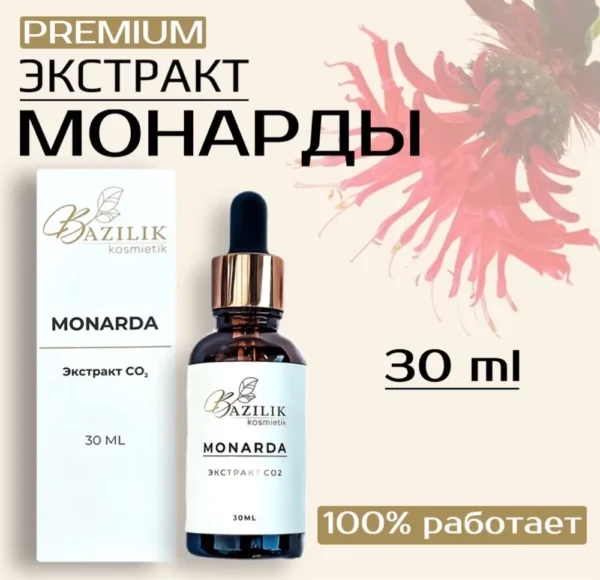 PREMIUM
ЭКСТРАКТ
МОНАРДЫ
BAZILIK
kosmietik
MONARDA
Экстракт CO₂
30 ML
BAZILIK
kosmietik
MONARDA
ЭКСТРАКТ CO2
30ML
30 ml
100% работает